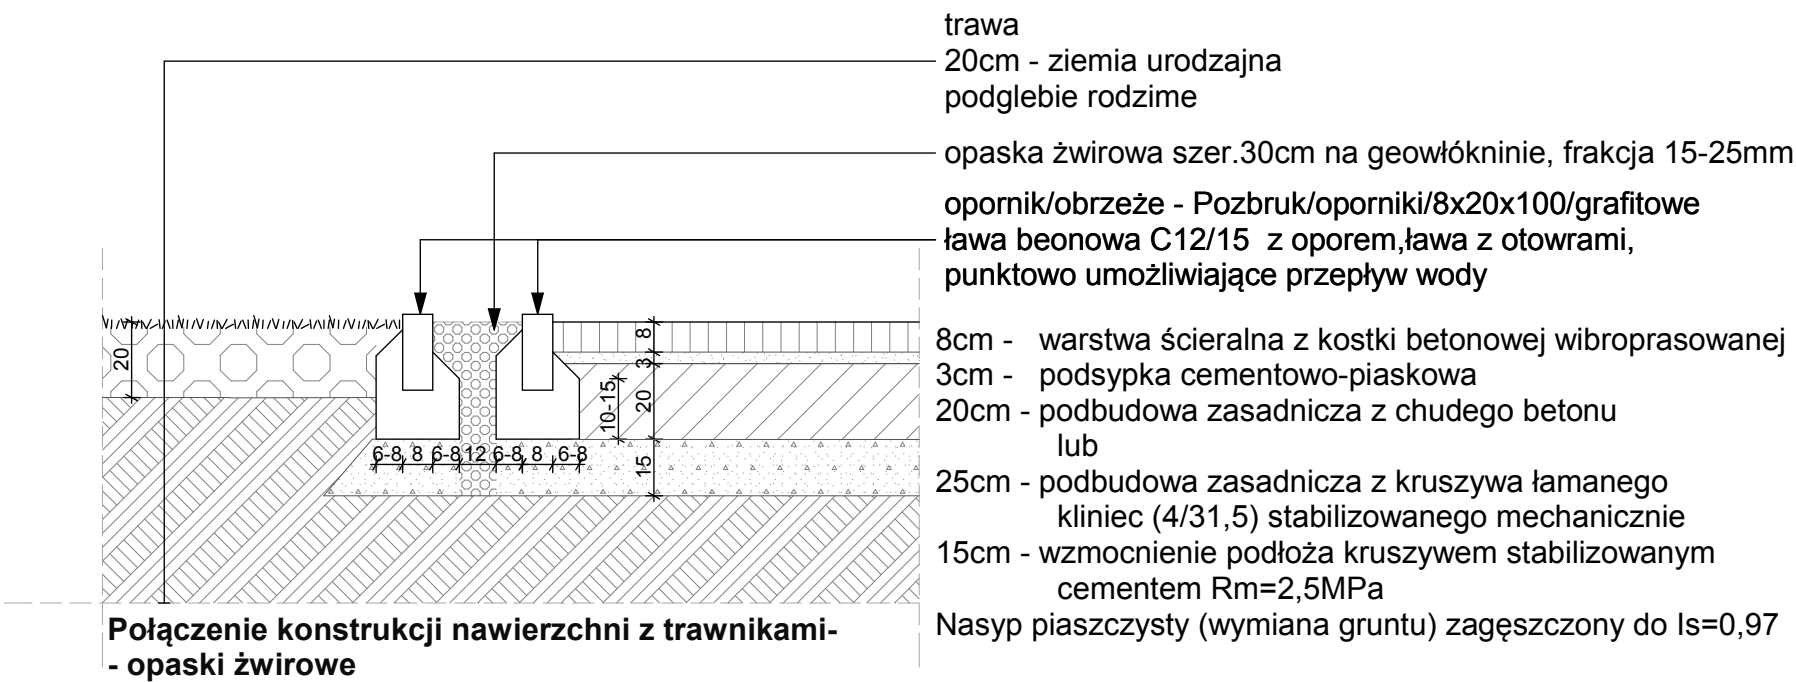 trawa
20cm - ziemia urodzajna
podglebie rodzime
opaska żwirowa szer.30cm na geowłókninie, frakcja 15-25mm
opornik/obrzeże - Pozbruk/oporniki/8x20x100/grafitowe
ława beonowa C12/15 z oporem,ława z otowrami,
punktowo umożliwiające przepływ wody
8cm - warstwa ścieralna z kostki betonowej wibroprasowanej
3cm - podsypka cementowo-piaskowa
20cm - podbudowa zasadnicza z chudego betonu
lub
25cm - podbudowa zasadnicza z kruszywa łamanego
kliniec (4/31,5) stabilizowanego mechanicznie
15cm - wzmocnienie podłoża kruszywem stabilizowanym
cementem Rm=2,5MPa
Nasyp piaszczysty (wymiana gruntu) zagęszczony do Is=0,97
20
8
3
20
10-15
15
6-8 8 6-8 12 6-8 8 6-8
Połączenie konstrukcji nawierzchni z trawnikami-
- opaski żwirowe